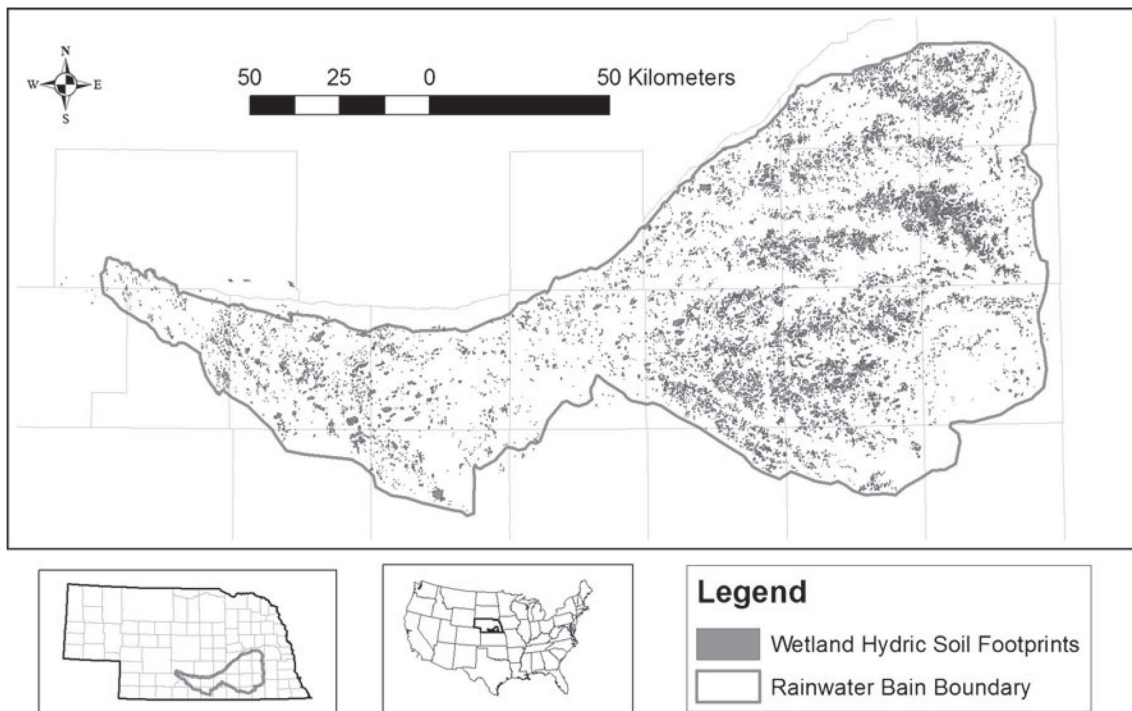 N
W E
S
50 25 0 50 Kilometers
Legend
Wetland Hydric Soil Footprints
Rainwater Bain Boundary